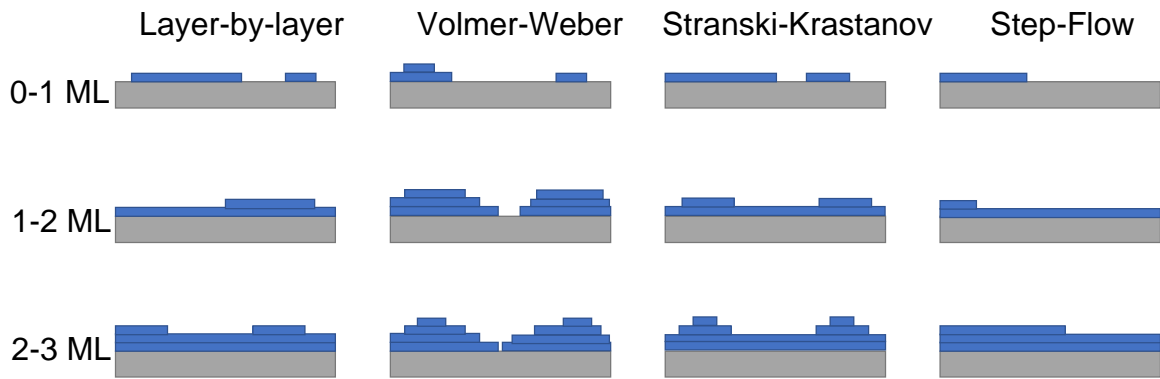 Layer-by-layer Volmer-Weber Stranski-Krastanov Step-Flow
0-1 ML
1-2 ML
2-3 ML